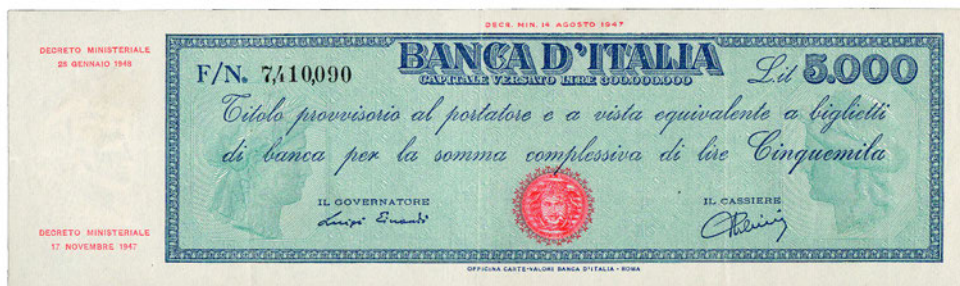 DECR. MIN. 14 AGOSTO 1947
DECRETO MINISTERIALE
25 GENNAIO 1948
BANCA D'ITALIA
CAPITALE VERSATO LIRE 300.000.000
F/N. 7,410,090
Lit 5.000
Titolo provvisorio al portatore e a vista equivalente a biglietti
di banca per la somma complessiva di lire Cinquemila
IL GOVERNATORE
Luigi Einaudi
IL CASSIERE
DECRETO MINISTERIALE
17 NOVEMBRE 1947
OFFICINA CARTE-VALORI BANCA D'ITALIA - ROMA